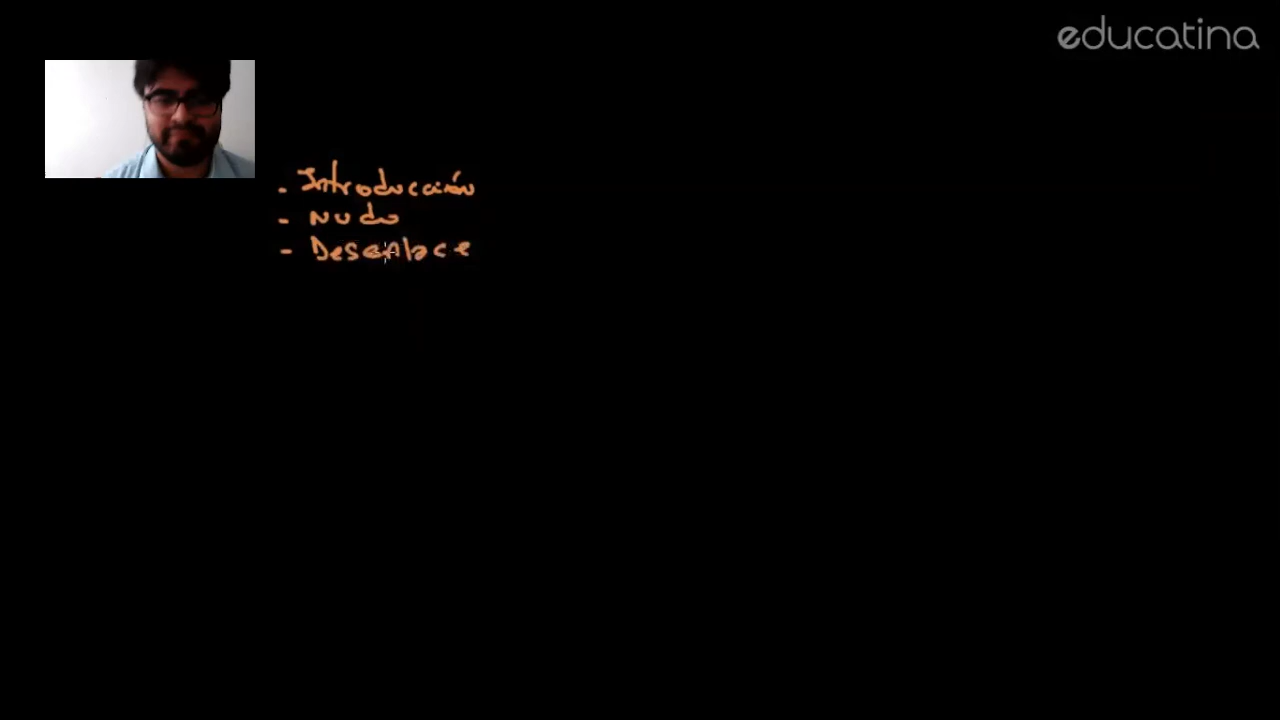 educatina
- Introducción
- Nudo
- Desenlace